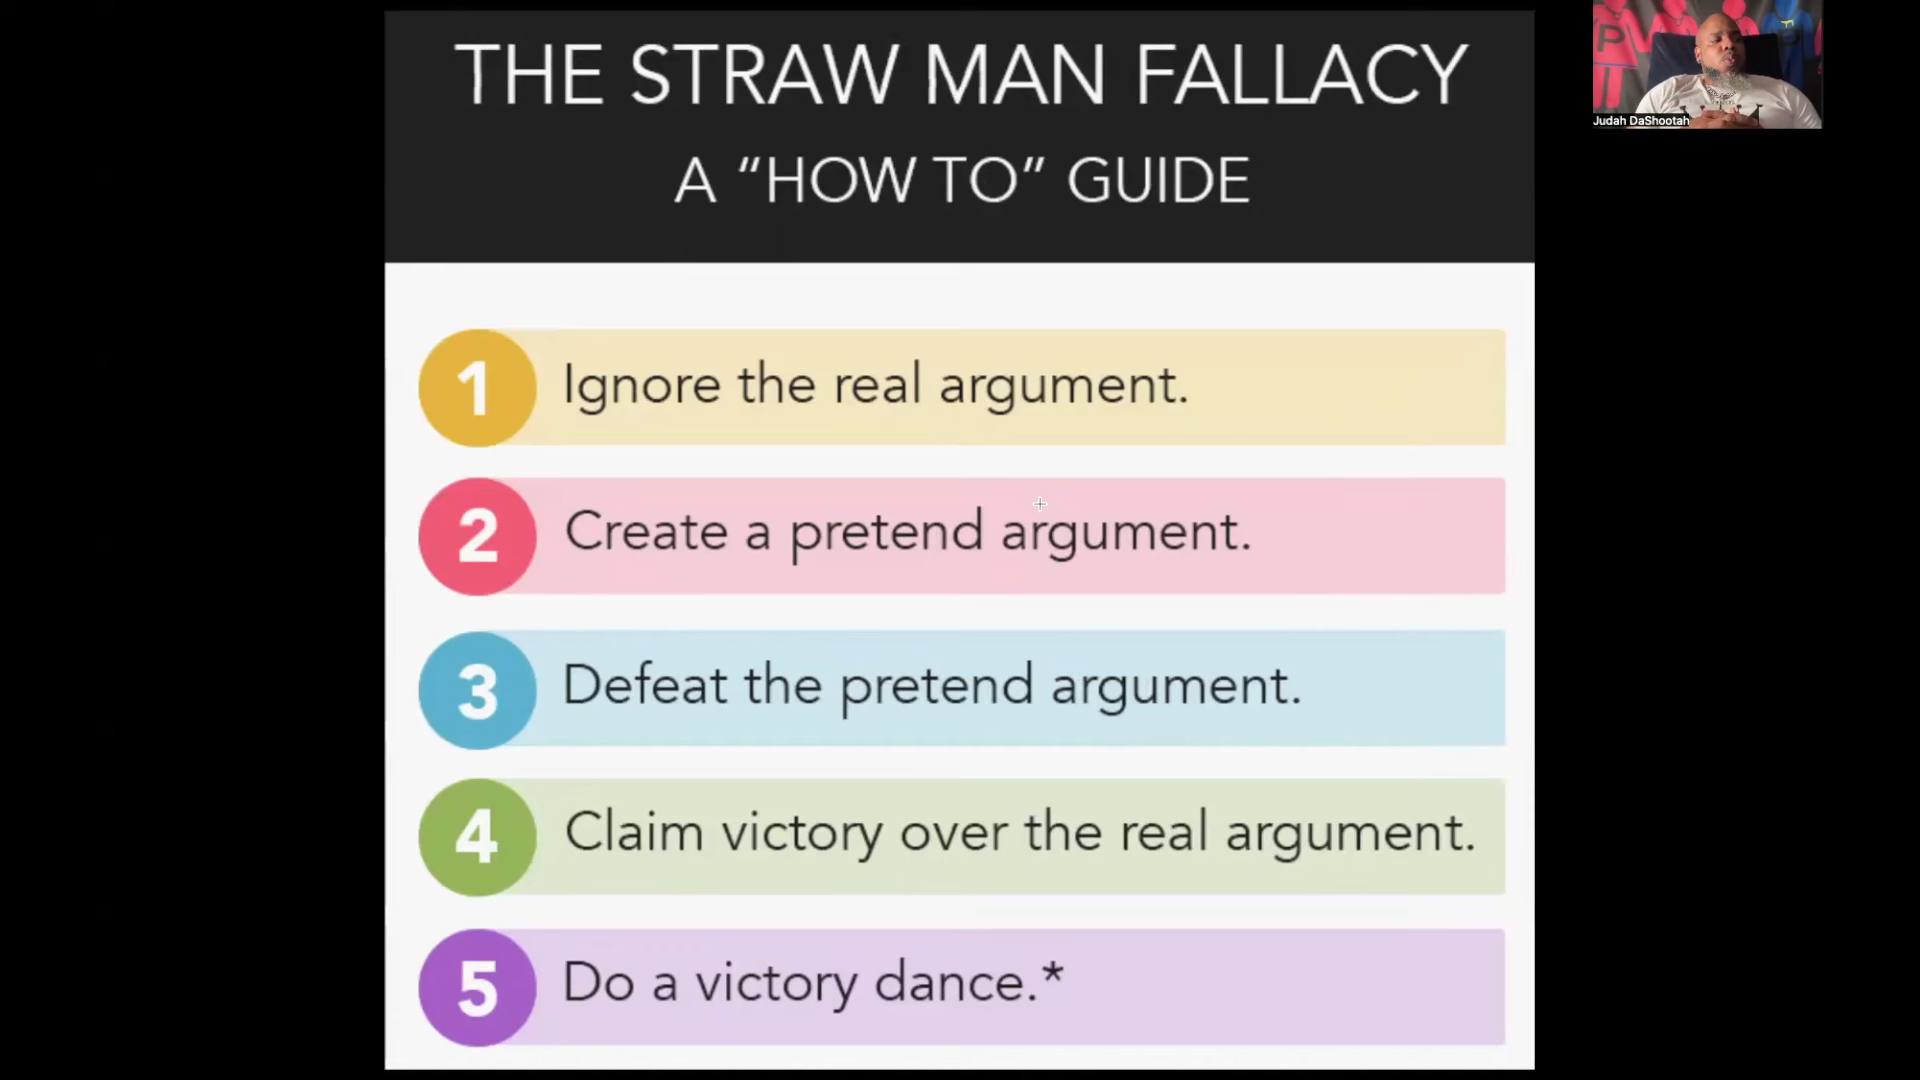 THE STRAW MAN FALLACY
A “HOW TO” GUIDE
1 Ignore the real argument.
2 Create a pretend argument.
3 Defeat the pretend argument.
4 Claim victory over the real argument.
5 Do a victory dance.*
P
Judah DaShootah